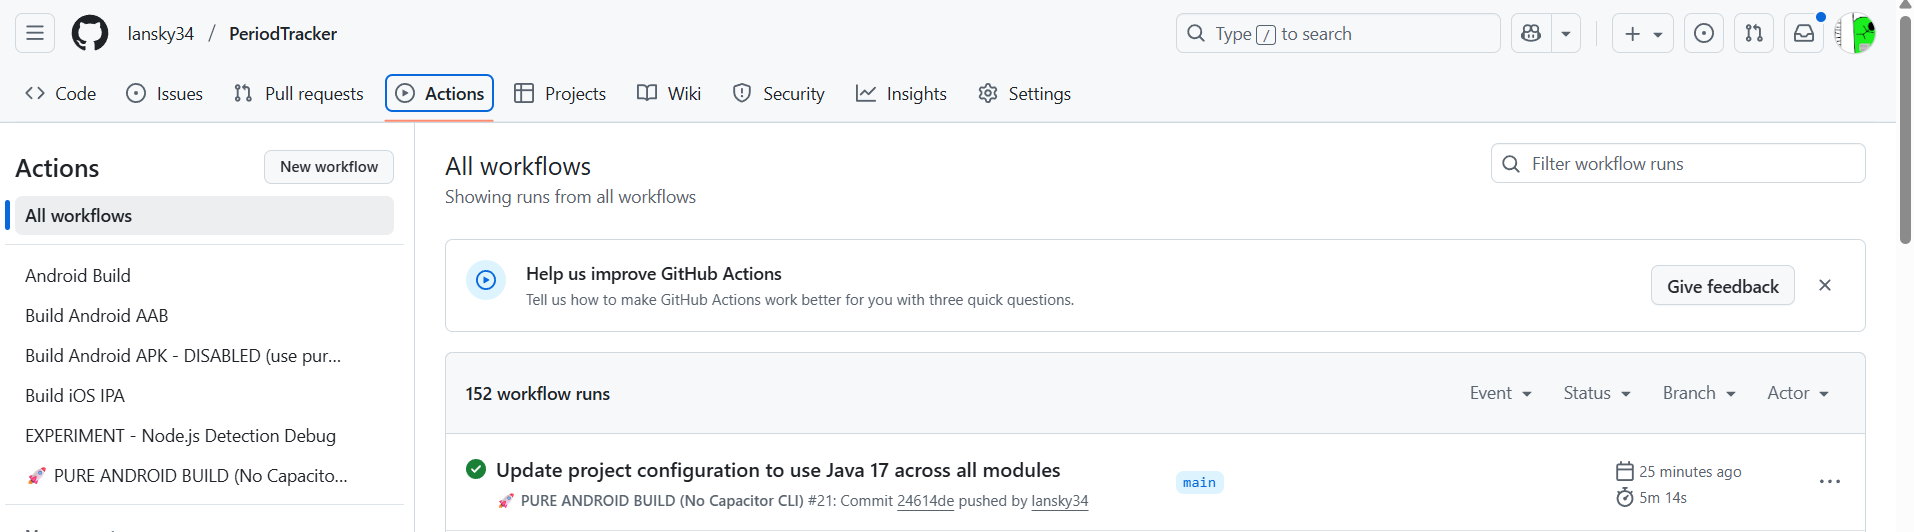 lansky34 / PeriodTracker
Type / to search
Code
Issues
Pull requests
Actions
Projects
Wiki
Security
Insights
Settings
Actions
New workflow
All workflows
Android Build
Build Android AAB
Build Android APK - DISABLED (use pur...
Build iOS IPA
EXPERIMENT - Node.js Detection Debug
🚀 PURE ANDROID BUILD (No Capacito...
All workflows
Showing runs from all workflows
Filter workflow runs
Help us improve GitHub Actions
Tell us how to make GitHub Actions work better for you with three quick questions.
Give feedback
152 workflow runs
Event
Status
Branch
Actor
Update project configuration to use Java 17 across all modules
🚀 PURE ANDROID BUILD (No Capacitor CLI) #21: Commit 24614de pushed by lansky34
main
25 minutes ago
5m 14s